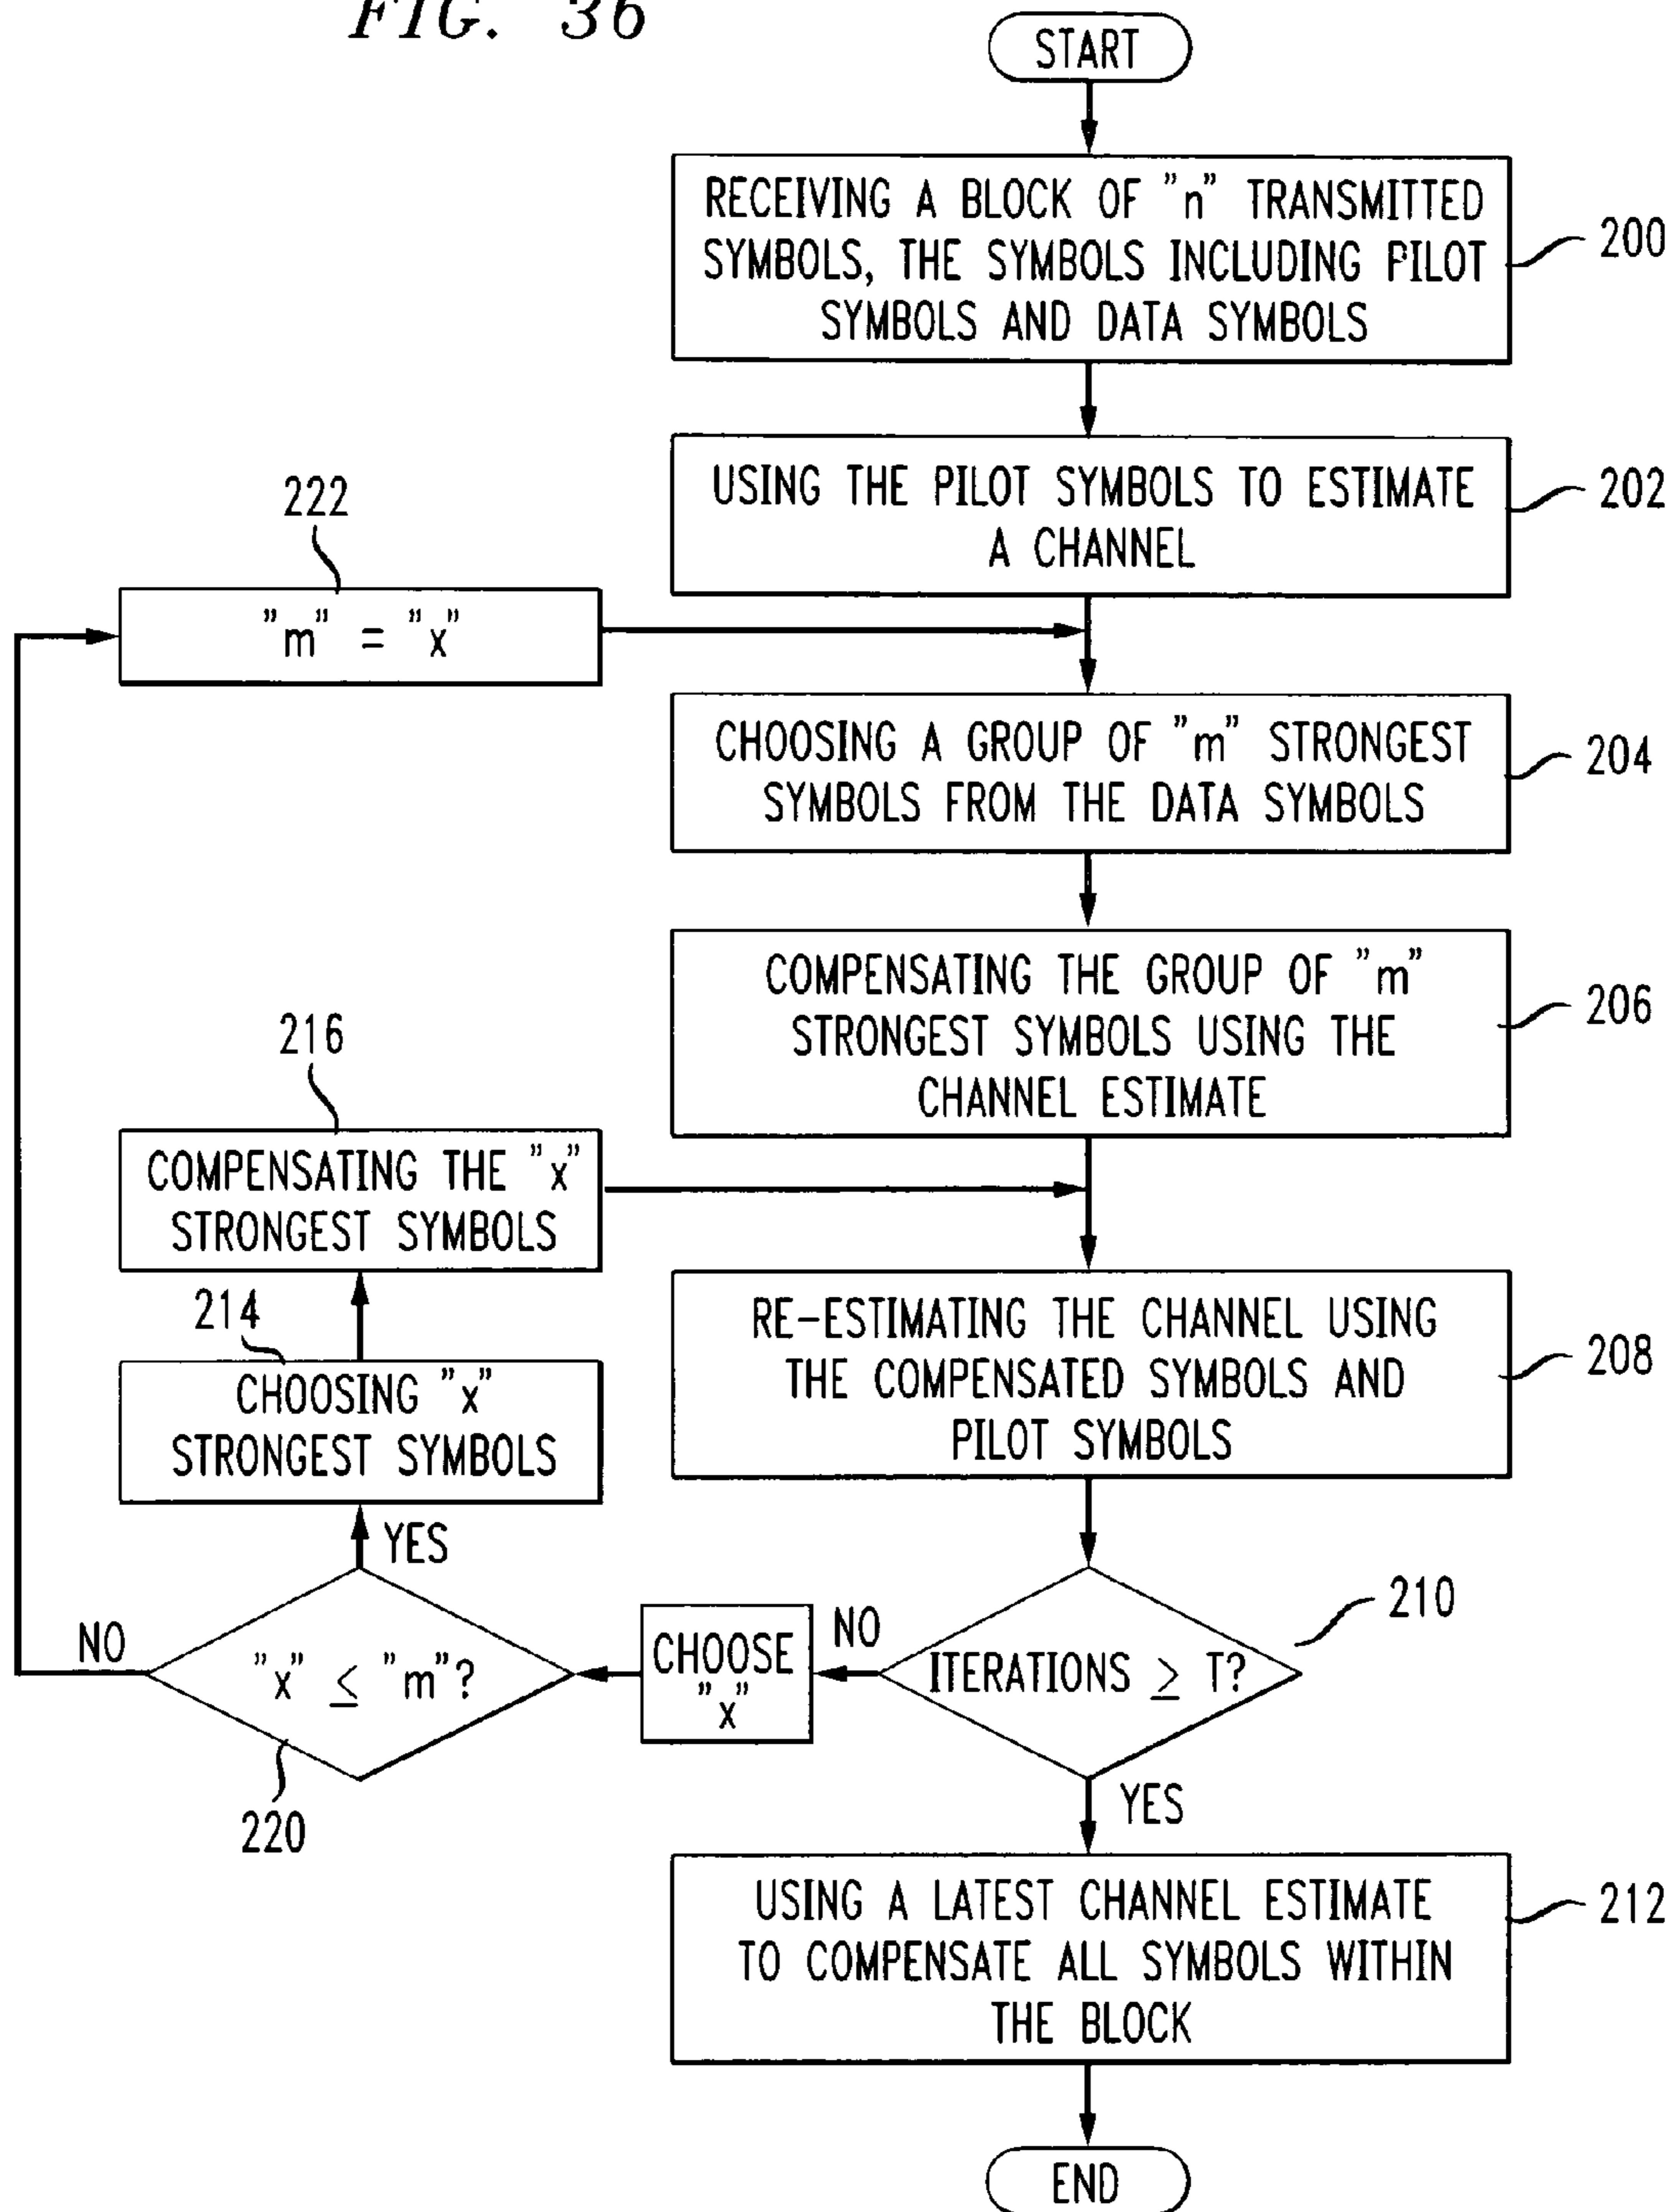 FIG. 36
START
RECEIVING A BLOCK OF "n" TRANSMITTED
SYMBOLS, THE SYMBOLS INCLUDING PILOT
SYMBOLS AND DATA SYMBOLS
200
USING THE PILOT SYMBOLS TO ESTIMATE
A CHANNEL
202
222
"m" = "x"
CHOOSING A GROUP OF "m" STRONGEST
SYMBOLS FROM THE DATA SYMBOLS
204
COMPENSATING THE GROUP OF "m"
STRONGEST SYMBOLS USING THE
CHANNEL ESTIMATE
206
216
COMPENSATING THE "x"
STRONGEST SYMBOLS
214
CHOOSING "x"
STRONGEST SYMBOLS
RE-ESTIMATING THE CHANNEL USING
THE COMPENSATED SYMBOLS AND
PILOT SYMBOLS
208
YES
NO
"x" ≤ "m"?
220
CHOOSE
"x"
NO
ITERATIONS ≥ T?
210
YES
USING A LATEST CHANNEL ESTIMATE
TO COMPENSATE ALL SYMBOLS WITHIN
THE BLOCK
212
END